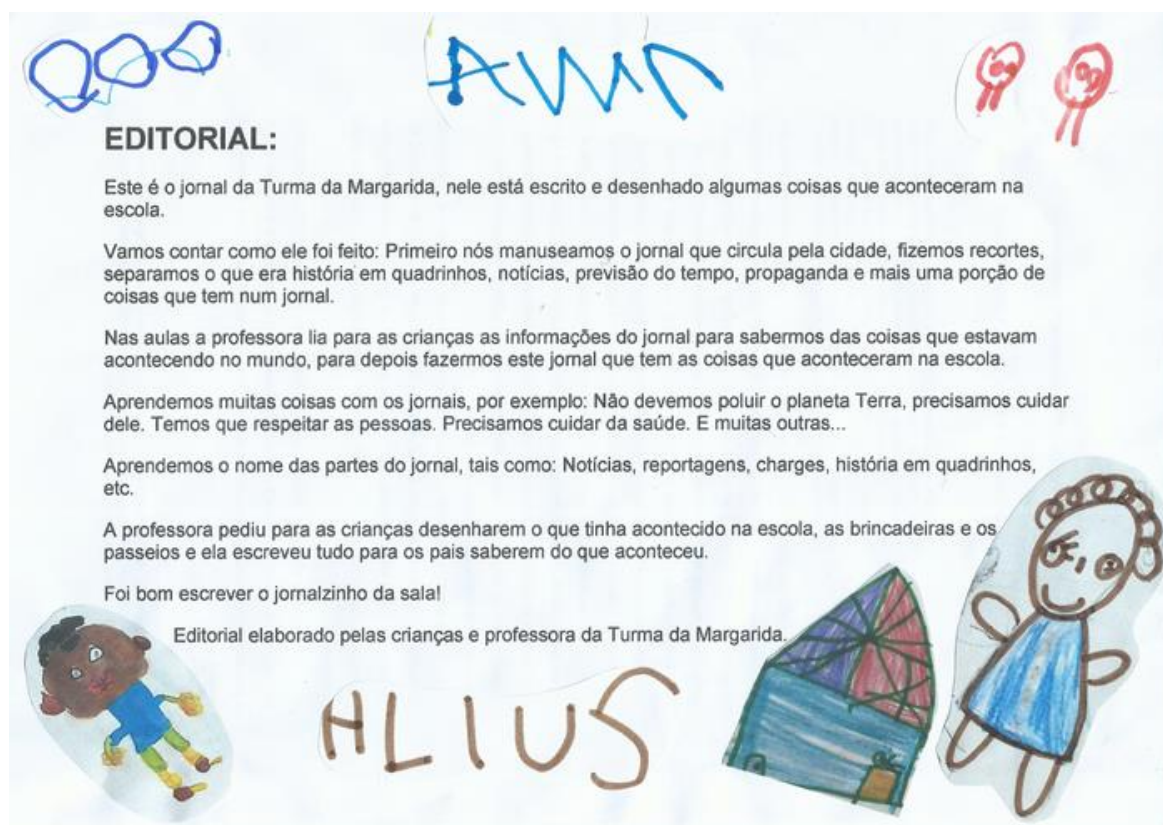 AWMN
EDITORIAL:
Este é o jornal da Turma da Margarida, nele está escrito e desenhado algumas coisas que aconteceram na
escola.
Vamos contar como ele foi feito: Primeiro nós manuseamos o jornal que circula pela cidade, fizemos recortes,
separamos o que era história em quadrinhos, notícias, previsão do tempo, propaganda e mais uma porção de
coisas que tem num jornal.
Nas aulas a professora lia para as crianças as informações do jornal para sabermos das coisas que estavam
acontecendo no mundo, para depois fazermos este jornal que tem as coisas que aconteceram na escola.
Aprendemos muitas coisas com os jornais, por exemplo: Não devemos poluir o planeta Terra, precisamos cuidar
dele. Temos que respeitar as pessoas. Precisamos cuidar da saúde. E muitas outras...
Aprendemos o nome das partes do jornal, tais como: Notícias, reportagens, charges, história em quadrinhos,
etc.
A professora pediu para as crianças desenharem o que tinha acontecido na escola, as brincadeiras e os
passeios e ela escreveu tudo para os pais saberem do que aconteceu.
Foi bom escrever o jornalzinho da sala!
Editorial elaborado pelas crianças e professora da Turma da Margarida.
HLIUS